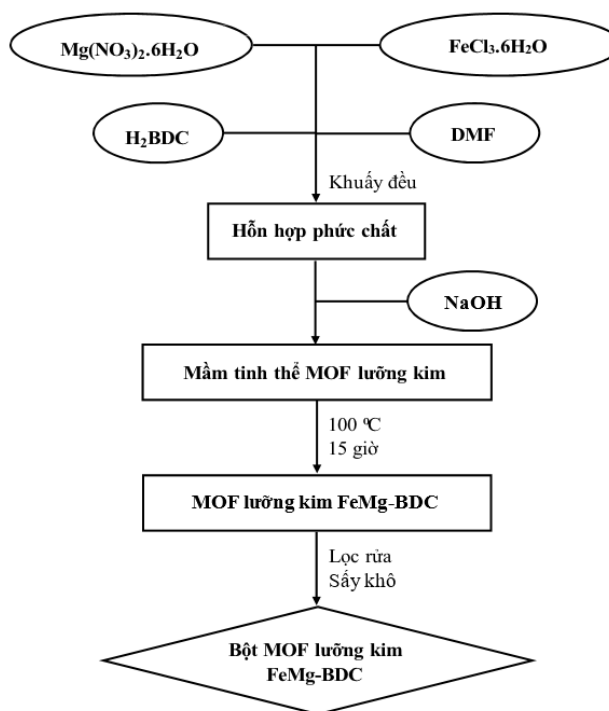 Mg(NO₃)₂.6H₂O
FeCl₃.6H₂O
H₂BDC
DMF
Khuấy đều
Hỗn hợp phức chất
NaOH
Mầm tinh thể MOF lưỡng kim
100 ºC
15 giờ
MOF lưỡng kim FeMg-BDC
Lọc rửa
Sấy khô
Bột MOF lưỡng kim
FeMg-BDC